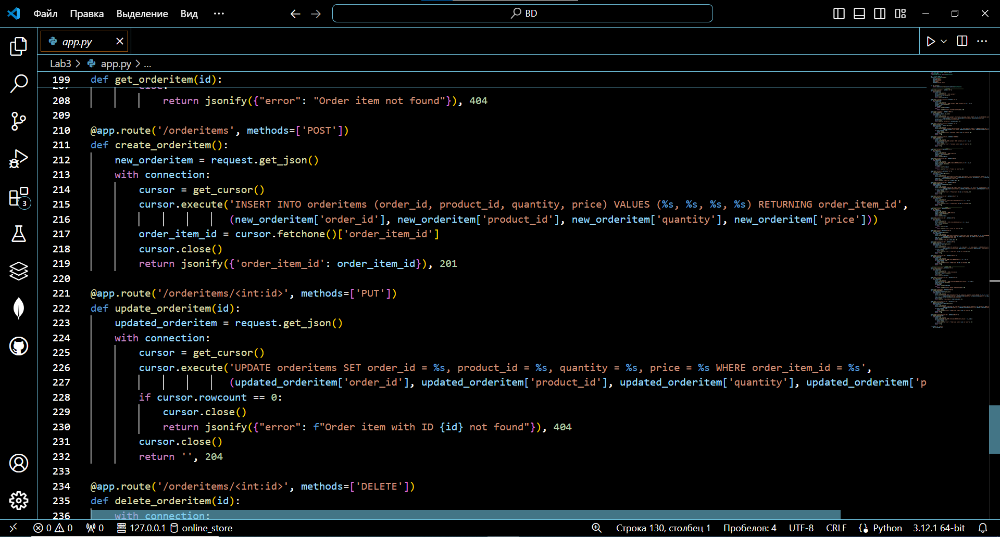 Файл Правка Выделение Вид ··· BD
app.py
Lab3 > app.py > ...
199 def get_orderitem(id):
208 return jsonify({"error": "Order item not found"}), 404
209
210 @app.route('/orderitems', methods=['POST'])
211 def create_orderitem():
212 new_orderitem = request.get_json()
213 with connection:
214 cursor = get_cursor()
215 cursor.execute('INSERT INTO orderitems (order_id, product_id, quantity, price) VALUES (%s, %s, %s, %s) RETURNING order_item_id',
216 (new_orderitem['order_id'], new_orderitem['product_id'], new_orderitem['quantity'], new_orderitem['price']))
217 order_item_id = cursor.fetchone()['order_item_id']
218 cursor.close()
219 return jsonify({'order_item_id': order_item_id}), 201
220
221 @app.route('/orderitems/<int:id>', methods=['PUT'])
222 def update_orderitem(id):
223 updated_orderitem = request.get_json()
224 with connection:
225 cursor = get_cursor()
226 cursor.execute('UPDATE orderitems SET order_id = %s, product_id = %s, quantity = %s, price = %s WHERE order_item_id = %s',
227 (updated_orderitem['order_id'], updated_orderitem['product_id'], updated_orderitem['quantity'], updated_orderitem['p
228 if cursor.rowcount == 0:
229 cursor.close()
230 return jsonify({"error": f"Order item with ID {id} not found"}), 404
231 cursor.close()
232 return '', 204
233
234 @app.route('/orderitems/<int:id>', methods=['DELETE'])
235 def delete_orderitem(id):
236 with connection:
3
0 0 0 127.0.0.1 online_store Строка 130, столбец 1 Пробелов: 4 UTF-8 CRLF Python 3.12.1 64-bit